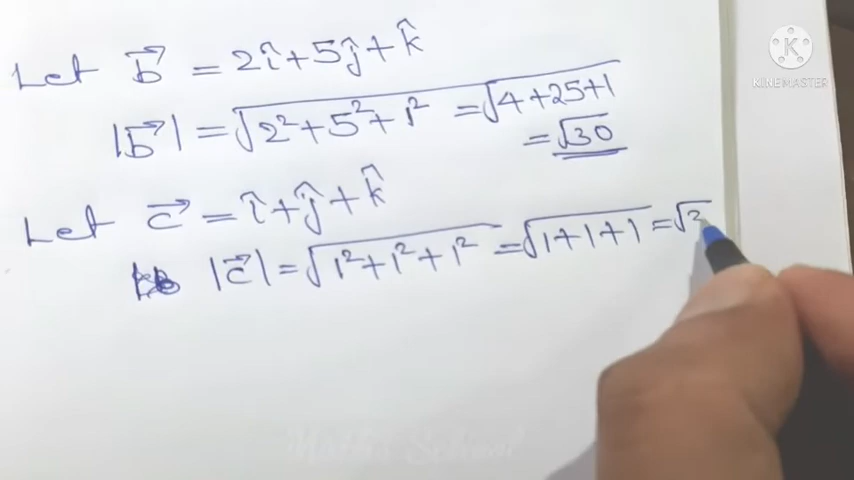 Let b⃗ = 2î+5ĵ+k̂
|b⃗| = √2²+5²+1² = √4+25+1
= √30
Let c⃗ = î+ĵ+k̂
|c⃗| = √1²+1²+1² = √1+1+1 = √3
K
KINEMASTER